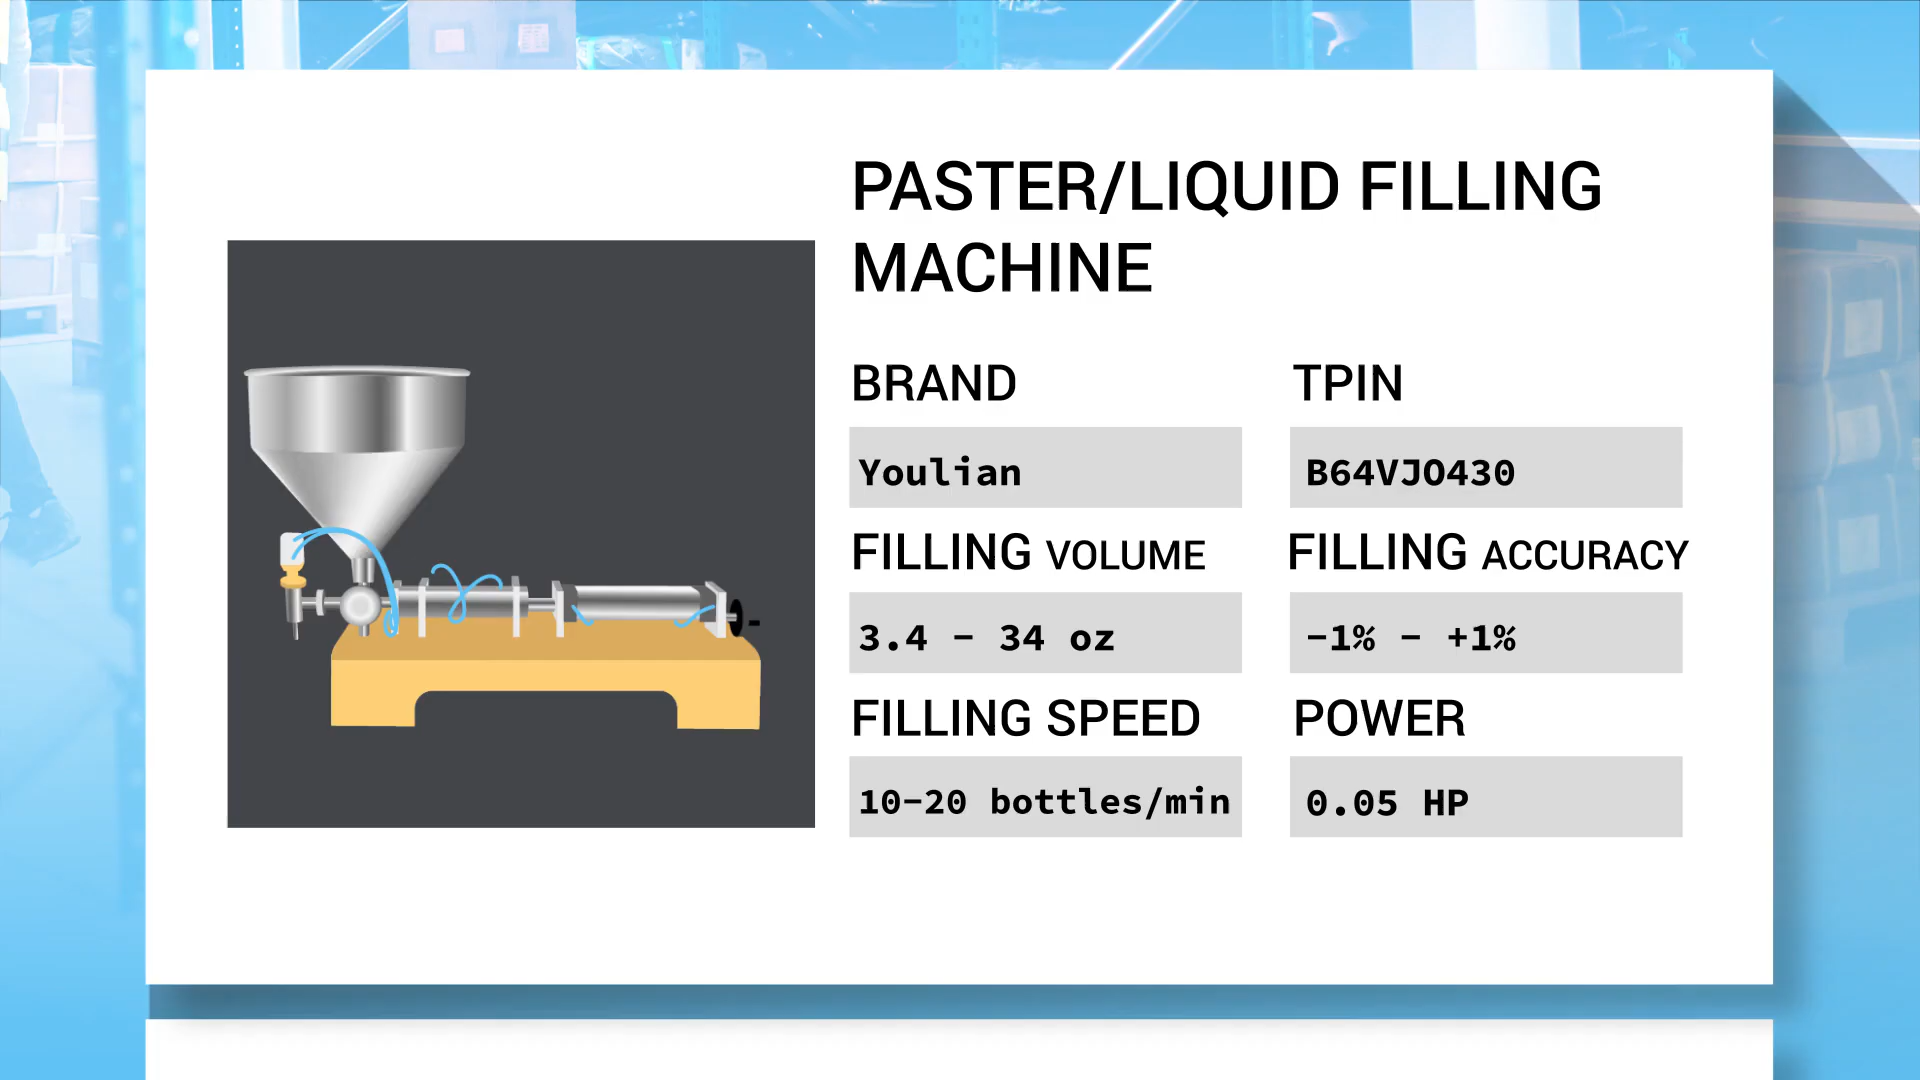 PASTER/LIQUID FILLING
MACHINE
BRAND
TPIN
Youlian
B64VJO430
FILLING VOLUME
FILLING ACCURACY
3.4 - 34 oz
-1% - +1%
FILLING SPEED
POWER
10-20 bottles/min
0.05 HP